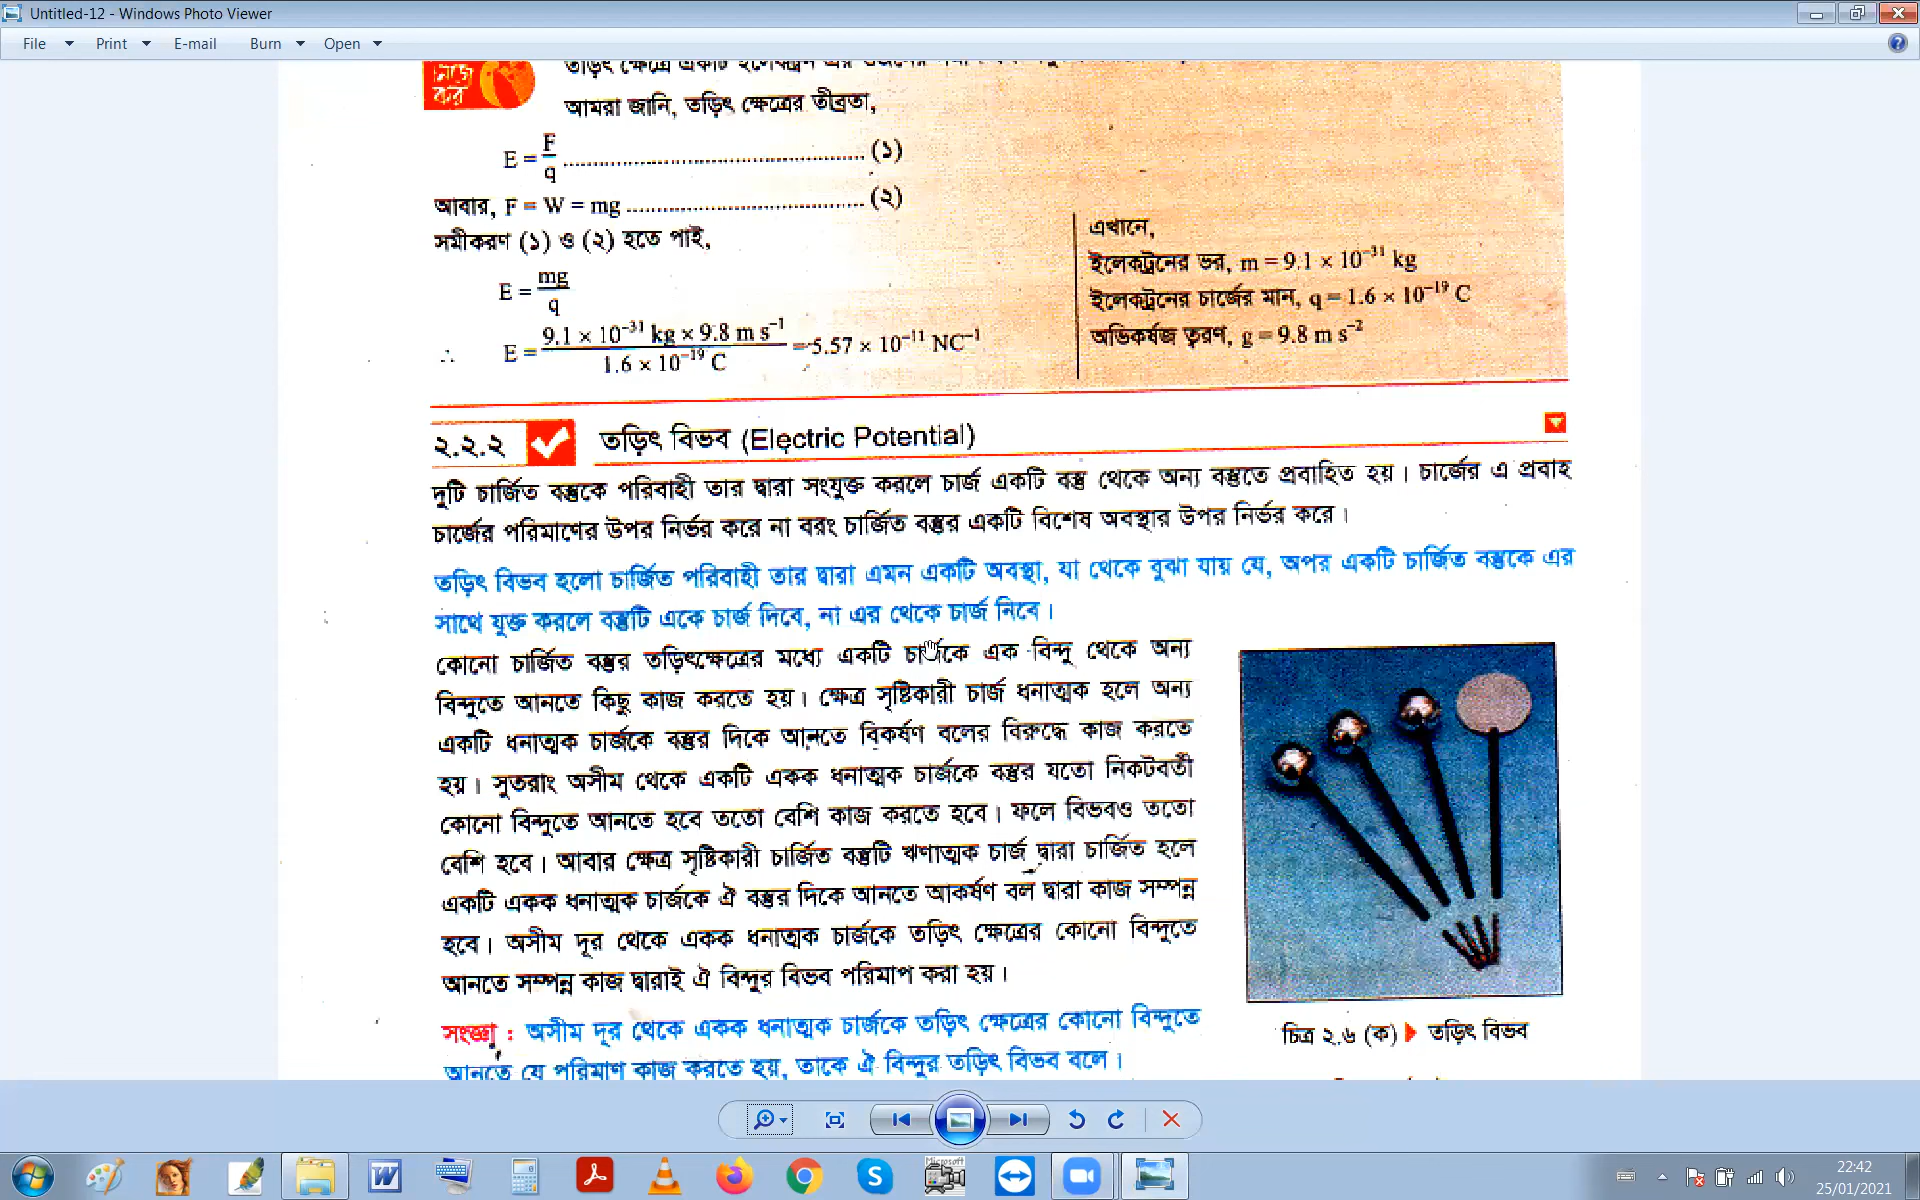 Untitled-12 - Windows Photo Viewer
File Print E-mail Burn Open
নিজে
কর
তড়িৎ ক্ষেত্রে একটি ইলেকট্রন এর ওজনের
আমরা জানি, তড়িৎ ক্ষেত্রের তীব্রতা,
E = F/q ........................ (১)
আবার, F = W = mg ........................ (২)
সমীকরণ (১) ও (২) হতে পাই,
E = mg/q
∴ E = 9.1 × 10⁻³¹ kg × 9.8 m s⁻¹ / 1.6 × 10⁻¹⁹ C = 5.57 × 10⁻¹¹ NC⁻¹
এখানে,
ইলেকট্রনের ভর, m = 9.1 × 10⁻³¹ kg
ইলেকট্রনের চার্জের মান, q = 1.6 × 10⁻¹⁹ C
অভিকর্ষজ ত্বরণ, g = 9.8 m s⁻²
২.২.২ তড়িৎ বিভব (Electric Potential)
দুটি চার্জিত বস্তুকে পরিবাহী তার দ্বারা সংযুক্ত করলে চার্জ একটি বস্তু থেকে অন্য বস্তুতে প্রবাহিত হয়। চার্জের এ প্রবাহ
চার্জের পরিমাণের উপর নির্ভর করে না বরং চার্জিত বস্তুর একটি বিশেষ অবস্থার উপর নির্ভর করে।
তড়িৎ বিভব হলো চার্জিত পরিবাহী তার দ্বারা এমন একটি অবস্থা, যা থেকে বুঝা যায় যে, অপর একটি চার্জিত বস্তুকে এর
সাথে যুক্ত করলে বস্তুটি একে চার্জ দিবে, না এর থেকে চার্জ নিবে।
কোনো চার্জিত বস্তুর তড়িৎক্ষেত্রের মধ্যে একটি চার্জকে এক বিন্দু থেকে অন্য
বিন্দুতে আনতে কিছু কাজ করতে হয়। ক্ষেত্র সৃষ্টিকারী চার্জ ধনাত্মক হলে অন্য
একটি ধনাত্মক চার্জকে বস্তুর দিকে আনতে বিকর্ষণ বলের বিরুদ্ধে কাজ করতে
হয়। সুতরাং অসীম থেকে একটি একক ধনাত্মক চার্জকে বস্তুর যতো নিকটবর্তী
কোনো বিন্দুতে আনতে হবে ততো বেশি কাজ করতে হবে। ফলে বিভবও ততো
বেশি হবে। আবার ক্ষেত্র সৃষ্টিকারী চার্জিত বস্তুটি ঋণাত্মক চার্জ দ্বারা চার্জিত হলে
একটি একক ধনাত্মক চার্জকে ঐ বস্তুর দিকে আনতে আকর্ষণ বল দ্বারা কাজ সম্পন্ন
হবে। অসীম দূর থেকে একক ধনাত্মক চার্জকে তড়িৎ ক্ষেত্রের কোনো বিন্দুতে
আনতে সম্পন্ন কাজ দ্বারাই ঐ বিন্দুর বিভব পরিমাপ করা হয়।
সংজ্ঞা : অসীম দূর থেকে একক ধনাত্মক চার্জকে তড়িৎ ক্ষেত্রের কোনো বিন্দুতে
আনতে যে পরিমাণ কাজ করতে হয়, তাকে ঐ বিন্দুর তড়িৎ বিভব বলে।
চিত্র ২.৬ (ক) তড়িৎ বিভব
22:42
25/01/2021